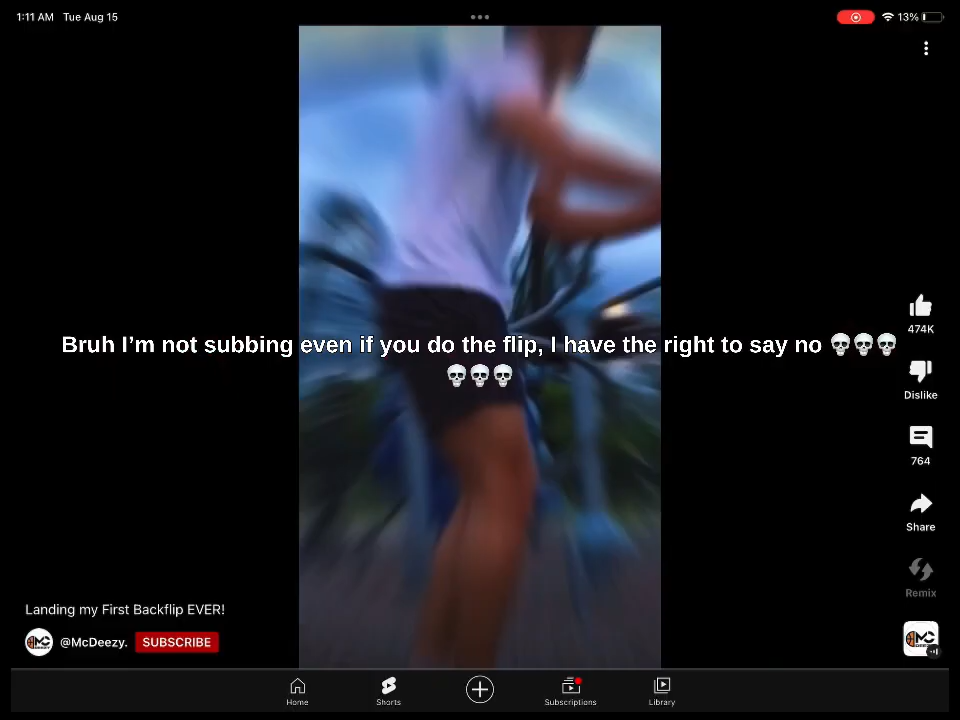 1:11 AM Tue Aug 15
13%
Bruh I’m not subbing even if you do the flip, I have the right to say no 💀💀💀
💀💀💀
474K
Dislike
764
Share
Remix
Landing my First Backflip EVER!
@McDeezy. SUBSCRIBE
MC
Home Shorts Subscriptions Library